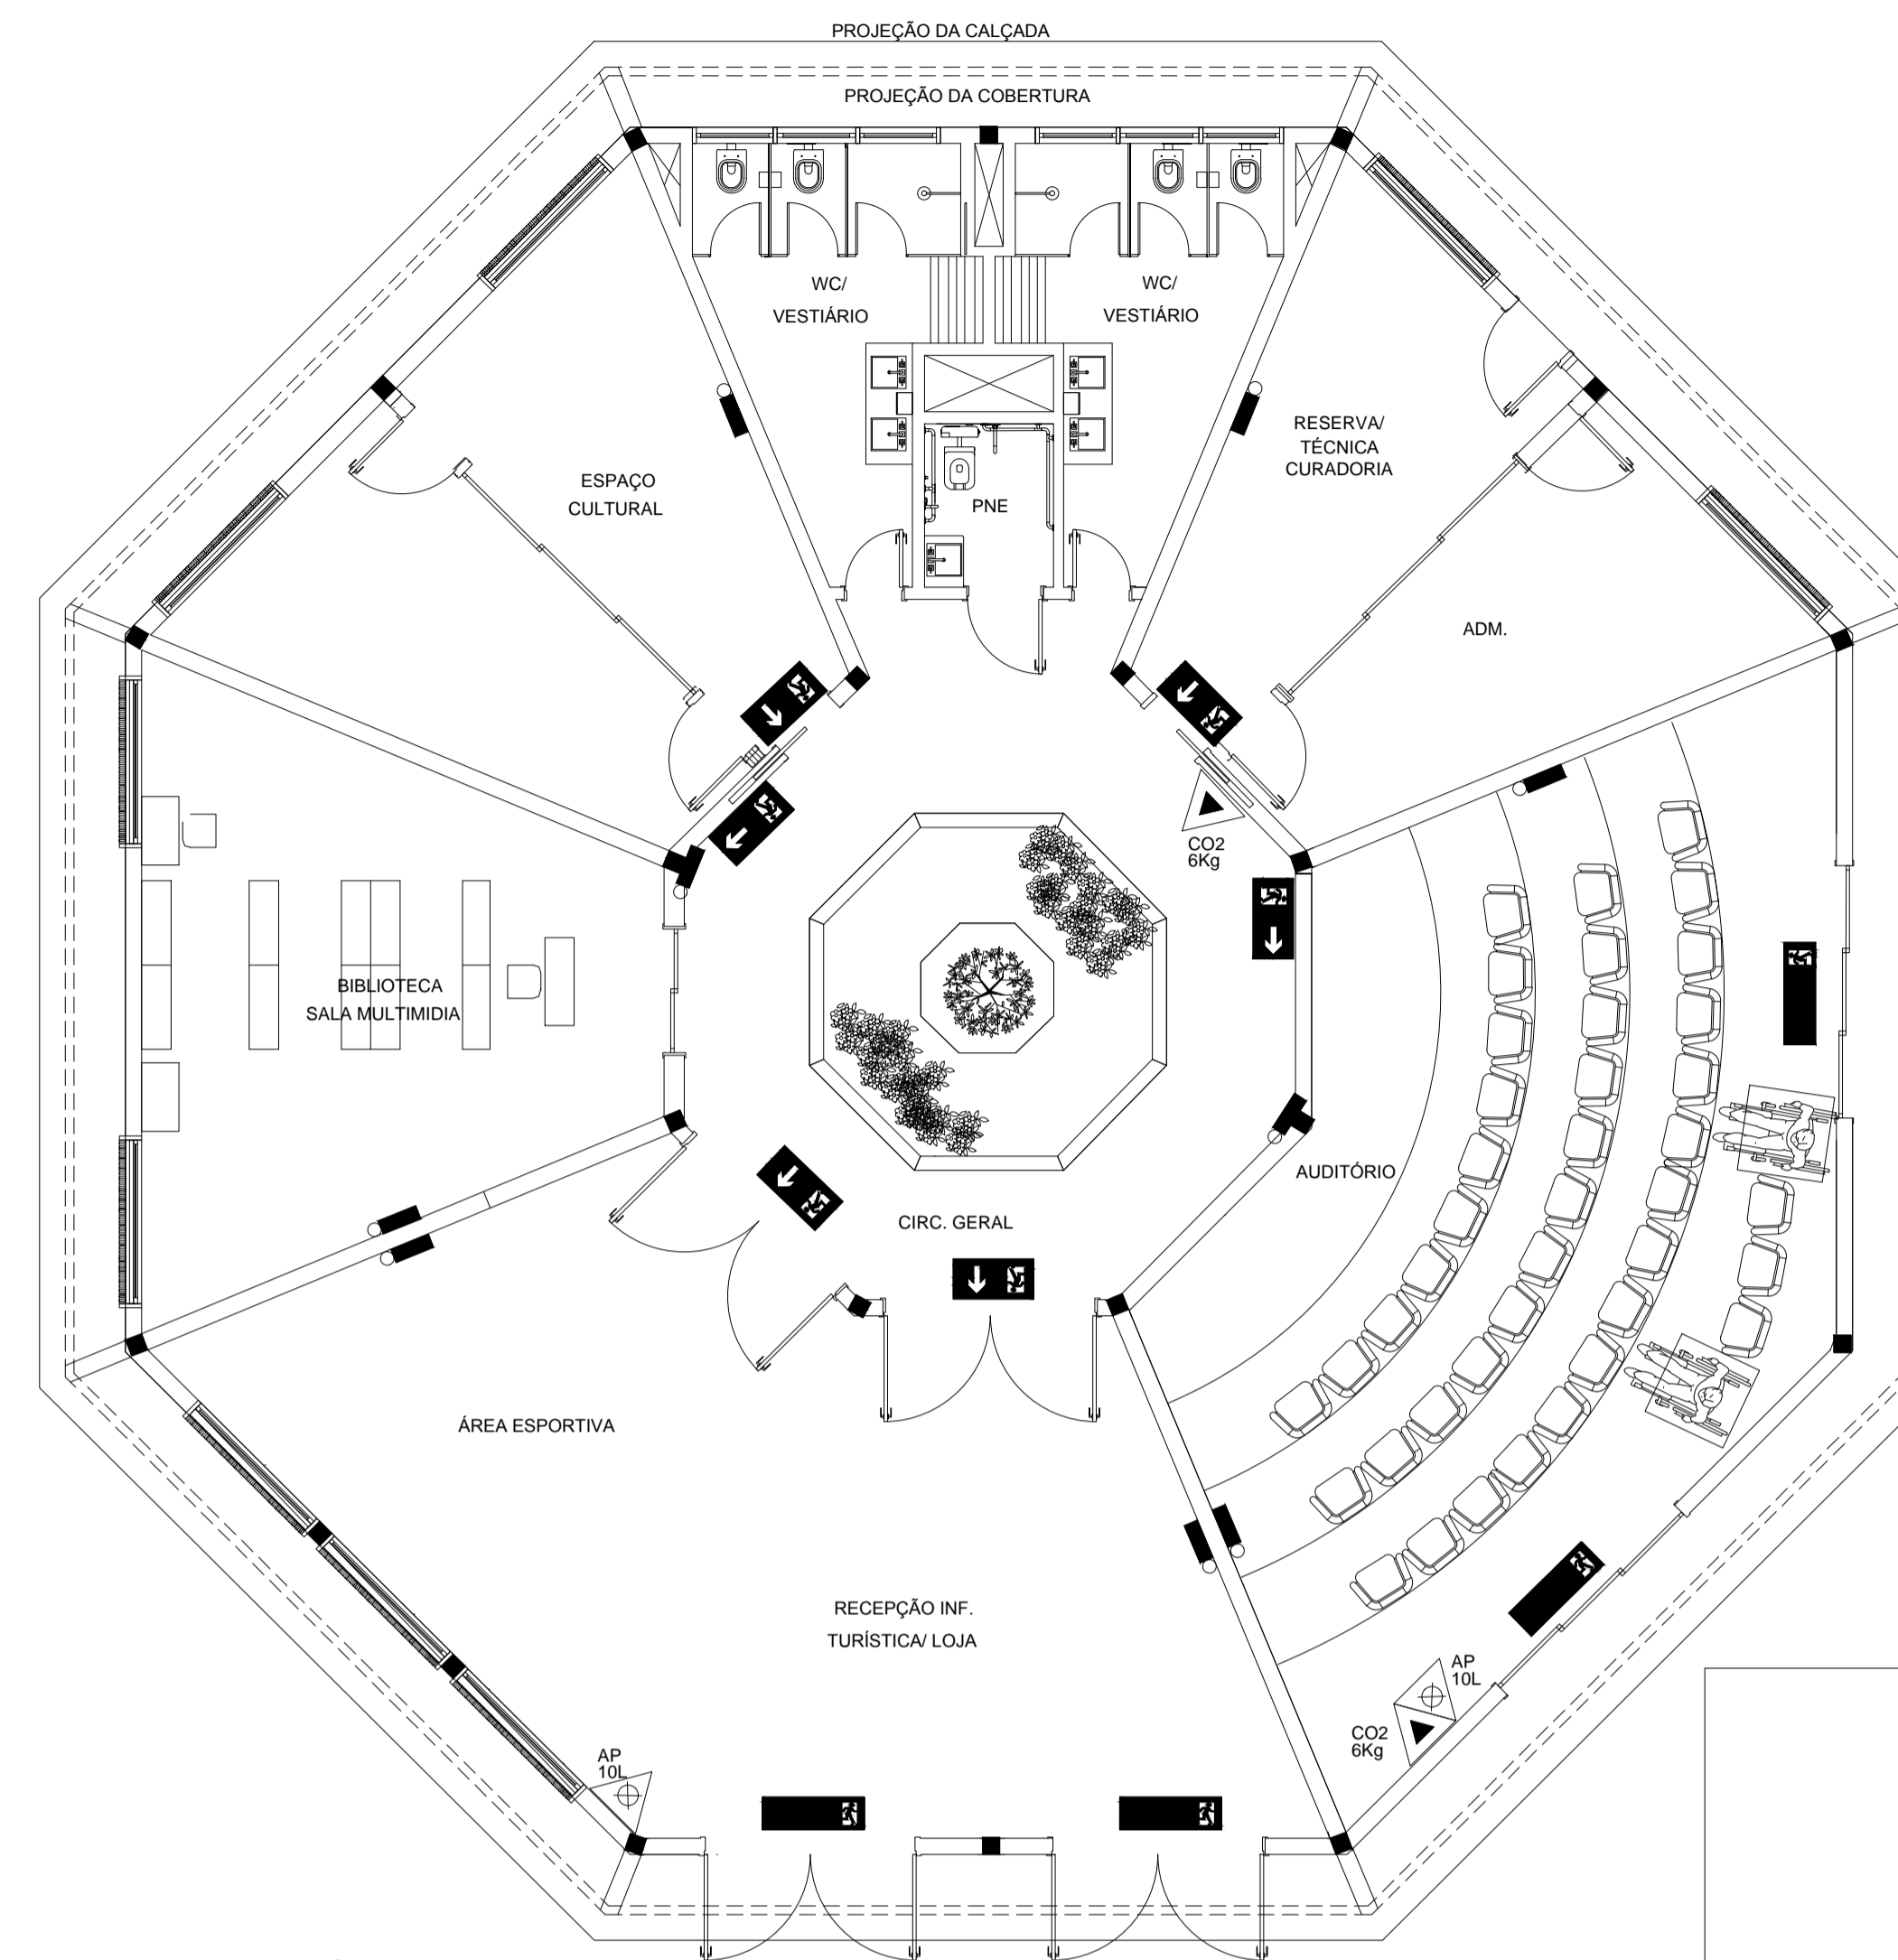 PROJEÇÃO DA CALÇADA
PROJEÇÃO DA COBERTURA
WC/
VESTIÁRIO
WC/
VESTIÁRIO
RESERVA/
TÉCNICA
CURADORIA
ESPAÇO
CULTURAL
PNE
ADM.
CO2
6Kg
BIBLIOTECA
SALA MULTIMIDIA
AUDITÓRIO
CIRC. GERAL
ÁREA ESPORTIVA
RECEPÇÃO INF.
TURÍSTICA/ LOJA
AP
10L
CO2
6Kg
AP
10L